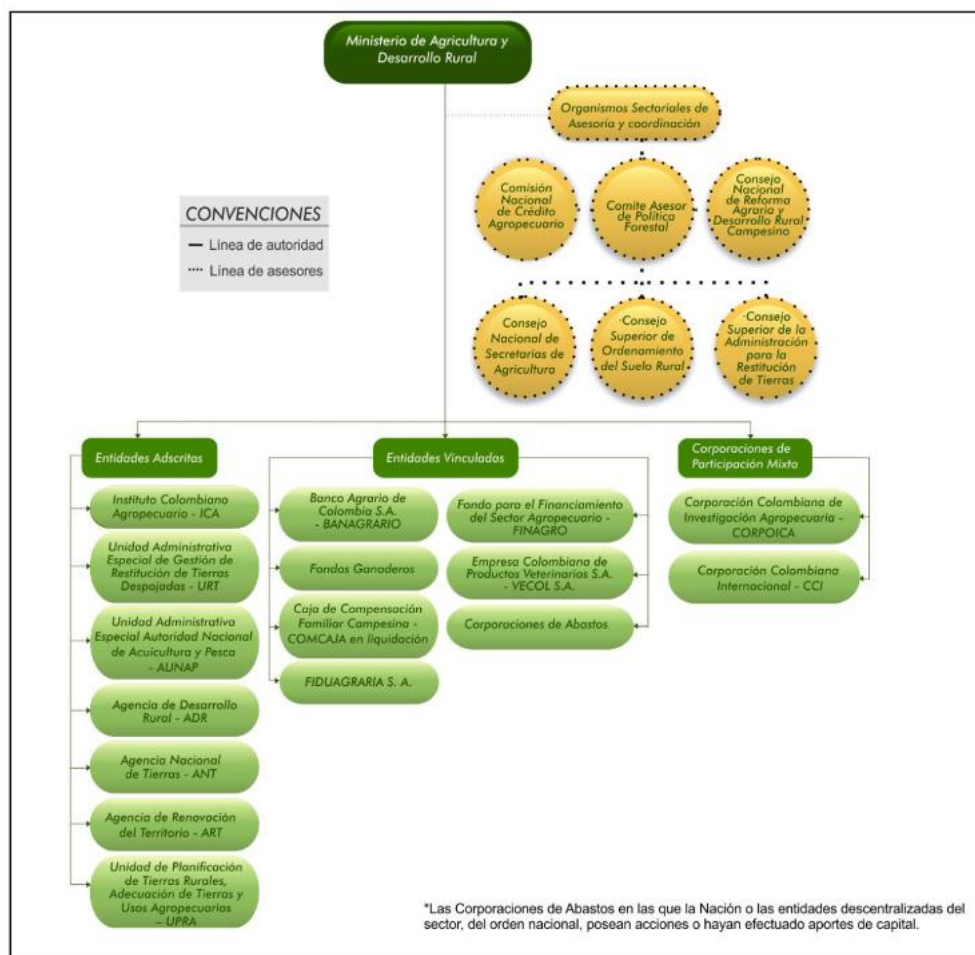 Ministerio de Agricultura y
Desarrollo Rural
Organismos Sectoriales de
Asesoría y coordinación
Comisión
Nacional
de Crédito
Agropecuario
Comite Asesor
de Política
Forestal
Consejo
Nacional
de Reforma
Agraria y
Desarrollo Rural
Campesino
CONVENCIONES
Línea de autoridad
Línea de asesores
Consejo
Nacional de
Secretarías de
Agricultura
·Consejo
Superior de
Ordenamiento
del Suelo Rural
·Consejo
Superior de la
Administración
para la
Restitución
de Tierras
Entidades Adscritas
Instituto Colombiano
Agropecuario - ICA
Unidad Administrativa
Especial de Gestión de
Restitución de Tierras
Despojadas - URT
Unidad Administrativa
Especial Autoridad Nacional
de Acuicultura y Pesca
- AUNAP
Agencia de Desarrollo
Rural - ADR
Agencia Nacional
de Tierras - ANT
Agencia de Renovación
del Territorio - ART
Unidad de Planificación de
Tierras Rurales,
Adecuación de Tierras y
Usos Agropecuarios
– UPRA
Entidades Vinculadas
Banco Agrario de
Colombia S.A.
- BANAGRARIO
Fondos Ganaderos
Caja de Compensación
Familiar Campesina -
COMCAJA en liquidación
FIDUAGRARIA S. A.
Fondo para el Financiamiento
del Sector Agropecuario -
FINAGRO
Empresa Colombiana de
Productos Veterinarios S.A.
- VECOL S.A.
Corporaciones de Abastos
Corporaciones de
Participación Mixta
Corporación Colombiana de
Investigación Agropecuaria -
CORPOICA
Corporación Colombiana
Internacional - CCI
*Las Corporaciones de Abastos en las que la Nación o las entidades descentralizadas del
sector, del orden nacional, posean acciones o hayan efectuado aportes de capital.